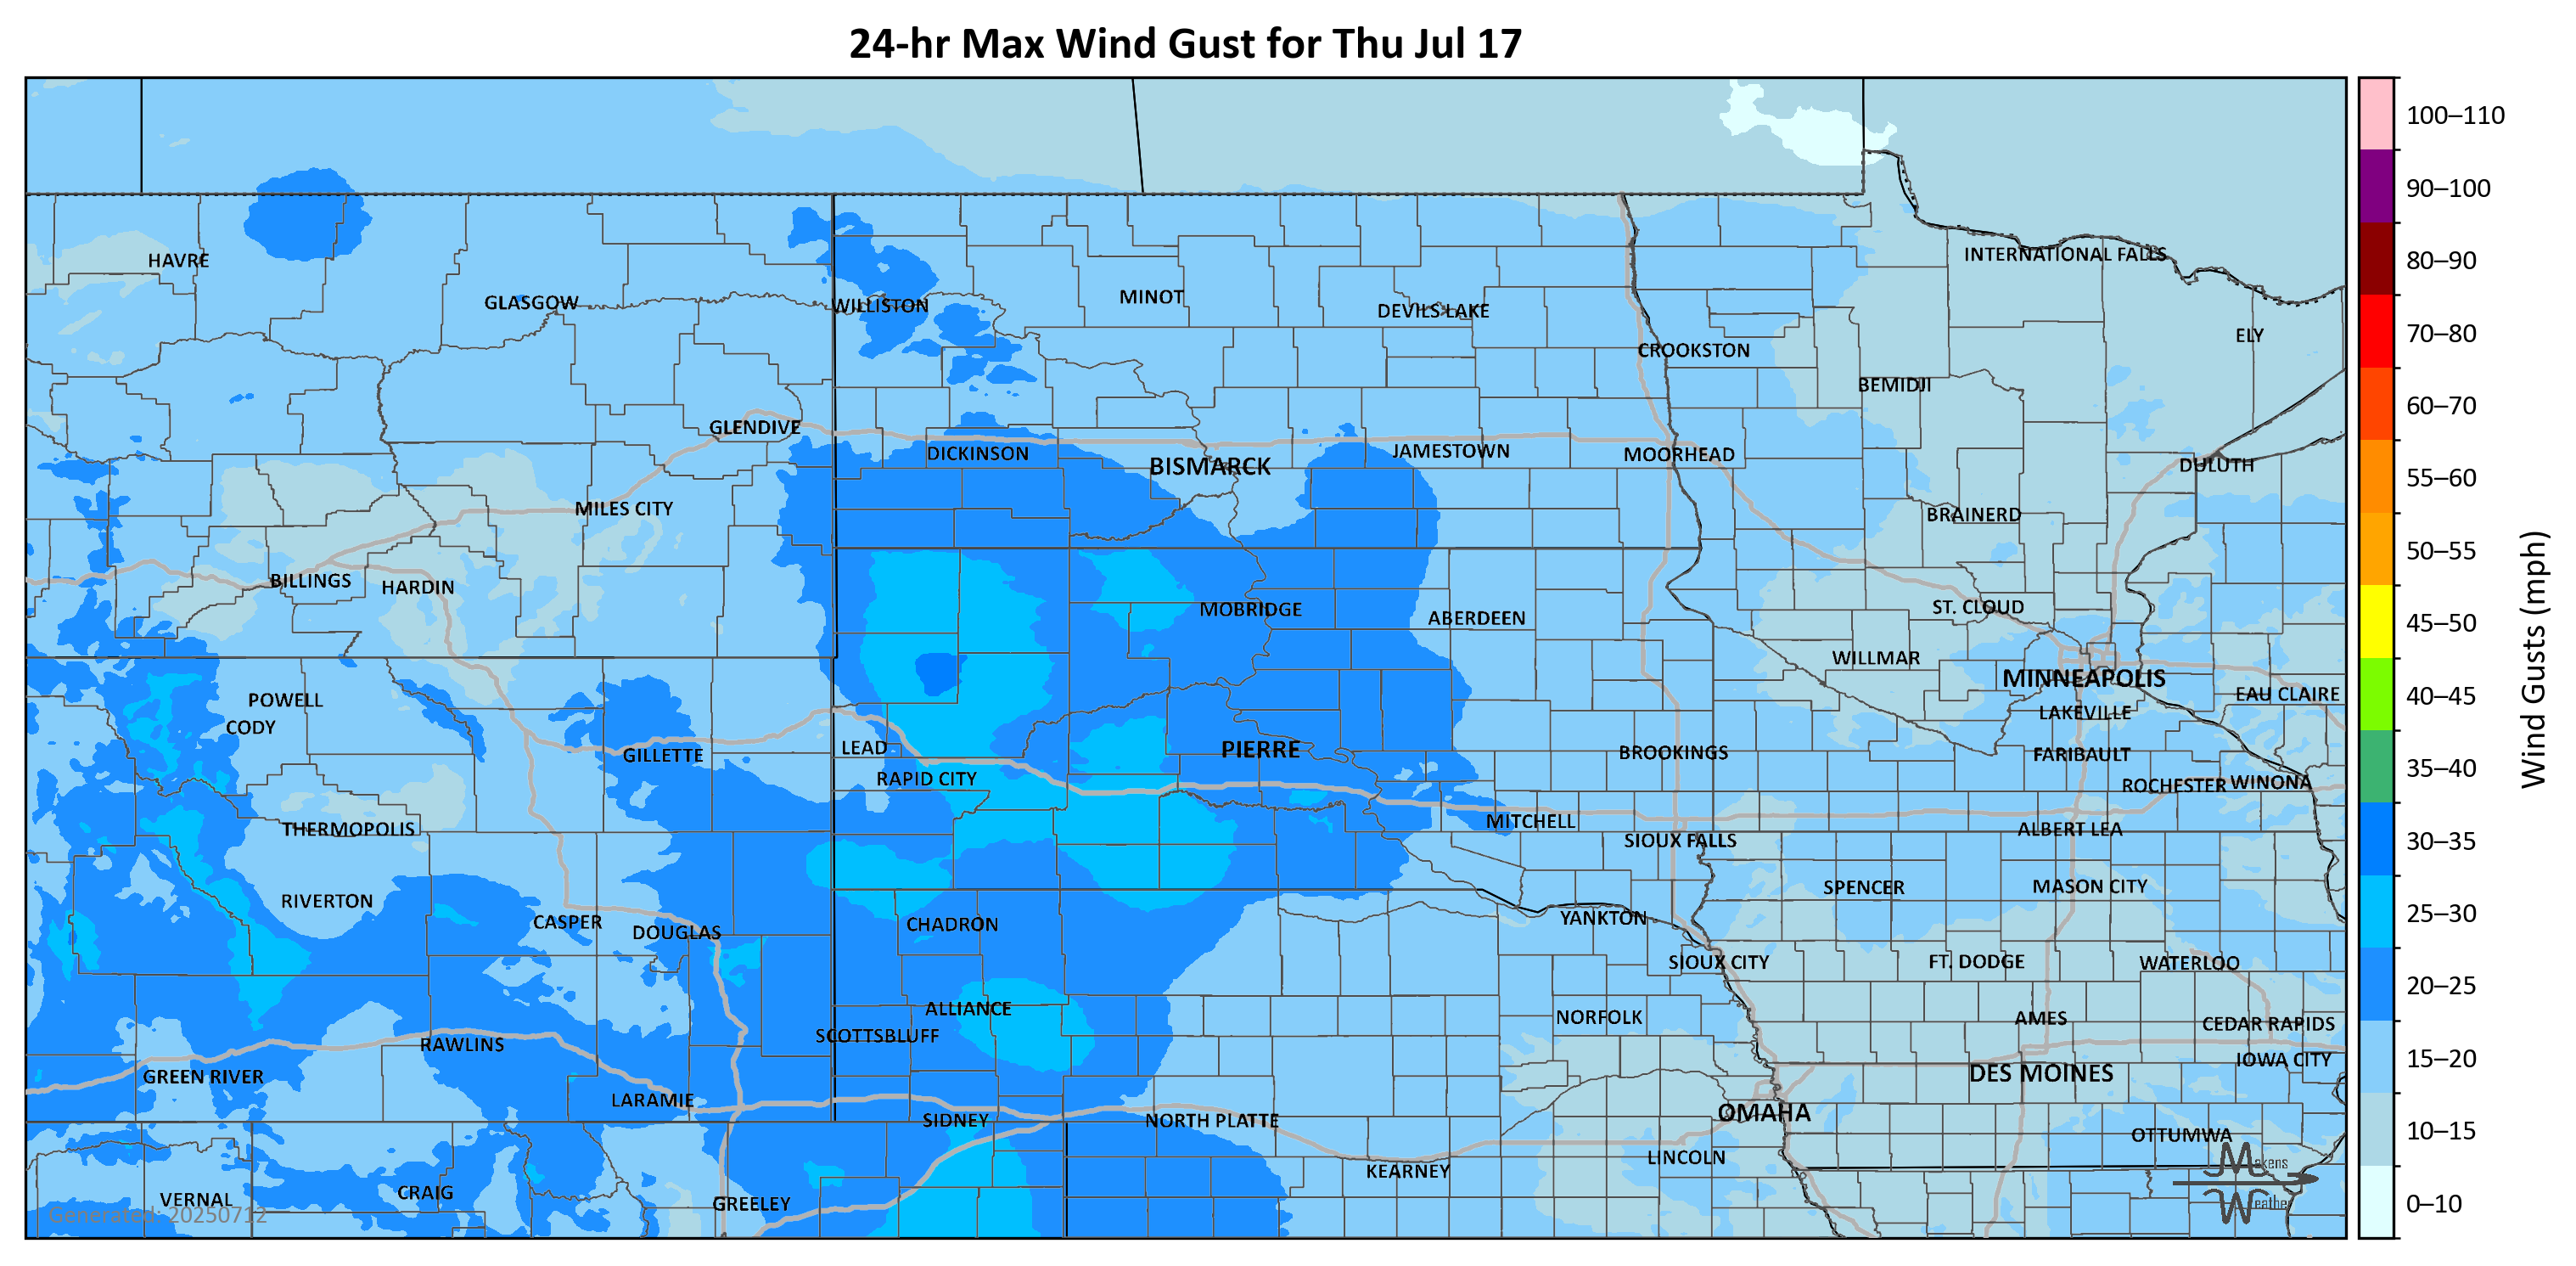 24-hr Max Wind Gust for Thu Jul 17
100–110
90–100
80–90
70–80
60–70
55–60
50–55
45–50
40–45
35–40
30–35
25–30
20–25
15–20
10–15
0–10
Wind Gusts (mph)
HAVRE
INTERNATIONAL FALLS
GLASGOW
WILLISTON
MINOT
DEVILS LAKE
ELY
CROOKSTON
BEMIDJI
GLENDIVE
DICKINSON
BISMARCK
JAMESTOWN
MOORHEAD
DULUTH
MILES CITY
BRAINERD
BILLINGS
HARDIN
MOBRIDGE
ABERDEEN
ST. CLOUD
WILLMAR
MINNEAPOLIS
EAU CLAIRE
POWELL
CODY
LAKEVILLE
GILLETTE
LEAD
PIERRE
BROOKINGS
FARIBAULT
RAPID CITY
ROCHESTER
WINONA
THERMOPOLIS
MITCHELL
ALBERT LEA
SIOUX FALLS
SPENCER
MASON CITY
RIVERTON
CASPER
DOUGLAS
CHADRON
YANKTON
SIOUX CITY
FT. DODGE
WATERLOO
ALLIANCE
NORFOLK
AMES
CEDAR RAPIDS
SCOTTSBLUFF
RAWLINS
IOWA CITY
GREEN RIVER
DES MOINES
LARAMIE
SIDNEY
NORTH PLATTE
OMAHA
OTTUMWA
LINCOLN
KEARNEY
VERNAL
CRAIG
GREELEY
Generated: 20250712
Makens
Weather